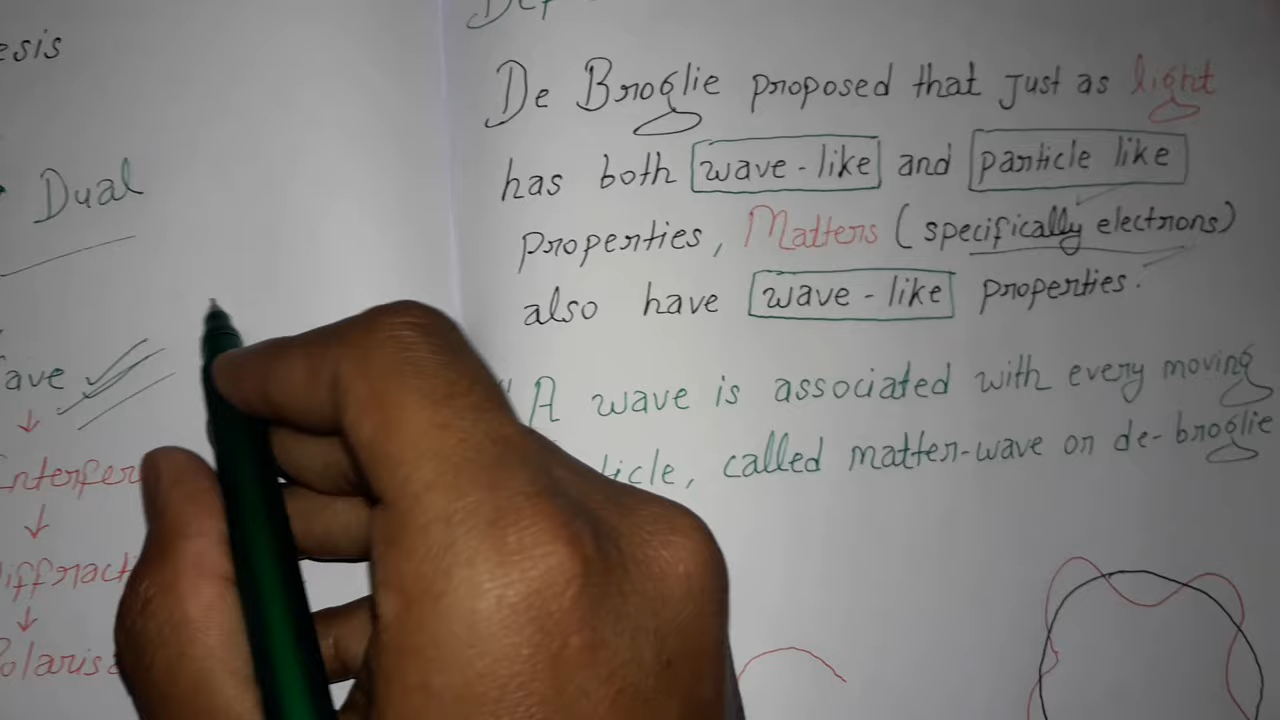 esis
Dual
ave
Interfer
iffract
Polaris
De Broglie proposed that just as light
has both wave-like and particle like
properties, Matters (specifically electrons)
also have wave-like properties.
" A wave is associated with every moving
ticle, called matter-wave or de-broglie